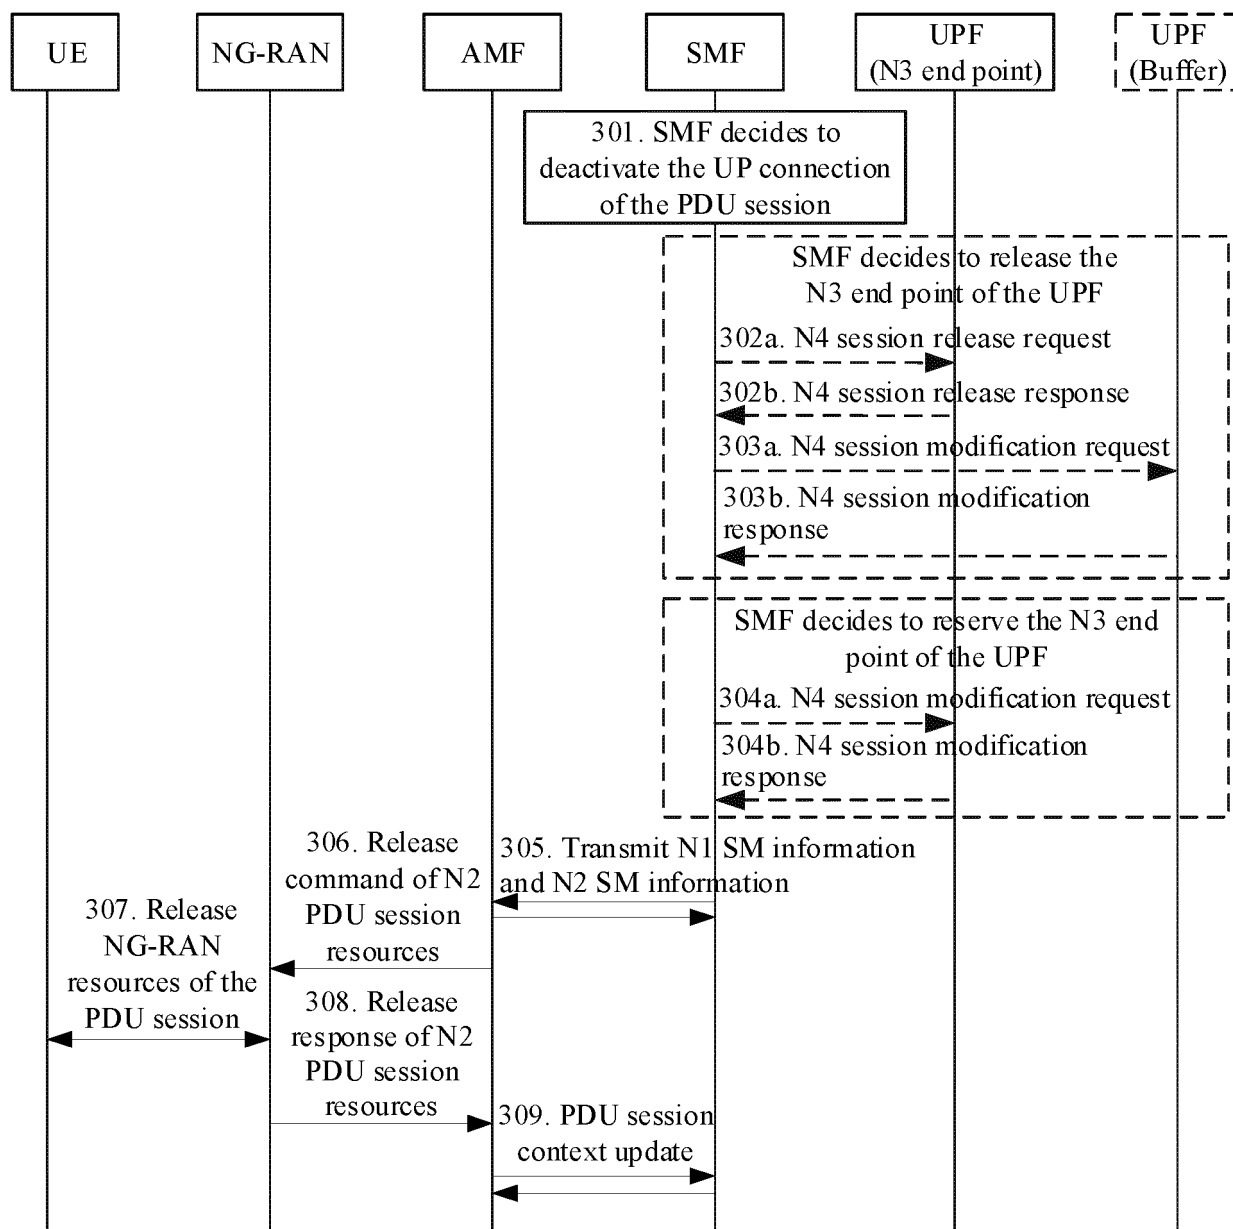 UE
NG-RAN
AMF
SMF
UPF
(N3 end point)
UPF
(Buffer)
301. SMF decides to
deactivate the UP connection
of the PDU session
SMF decides to release the
N3 end point of the UPF
302a. N4 session release request
302b. N4 session release response
303a. N4 session modification request
303b. N4 session modification
response
SMF decides to reserve the N3 end
point of the UPF
304a. N4 session modification request
304b. N4 session modification
response
305. Transmit N1 SM information
and N2 SM information
306. Release
command of N2
PDU session
resources
307. Release
NG-RAN
resources of the
PDU session
308. Release
response of N2
PDU session
resources
309. PDU session
context update